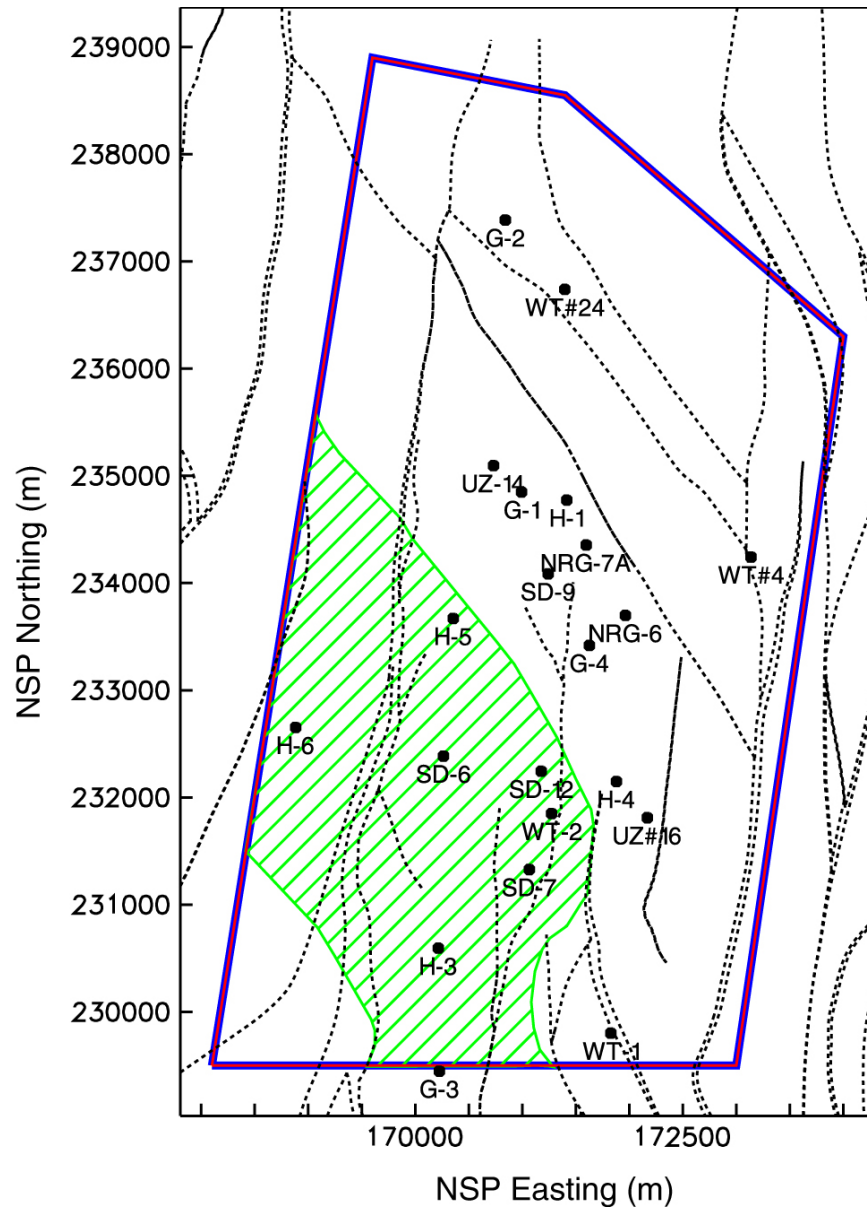 239000
238000
237000
236000
235000
234000
233000
232000
231000
230000
NSP Northing (m)
G-2
WT#24
UZ-14
G-1
H-1
NRG-7A
WT#4
SD-9
NRG-6
H-5
G-4
H-6
SD-6
SD-12
H-4
WT-2
UZ#16
SD-7
H-3
WT-1
G-3
170000
172500
NSP Easting (m)